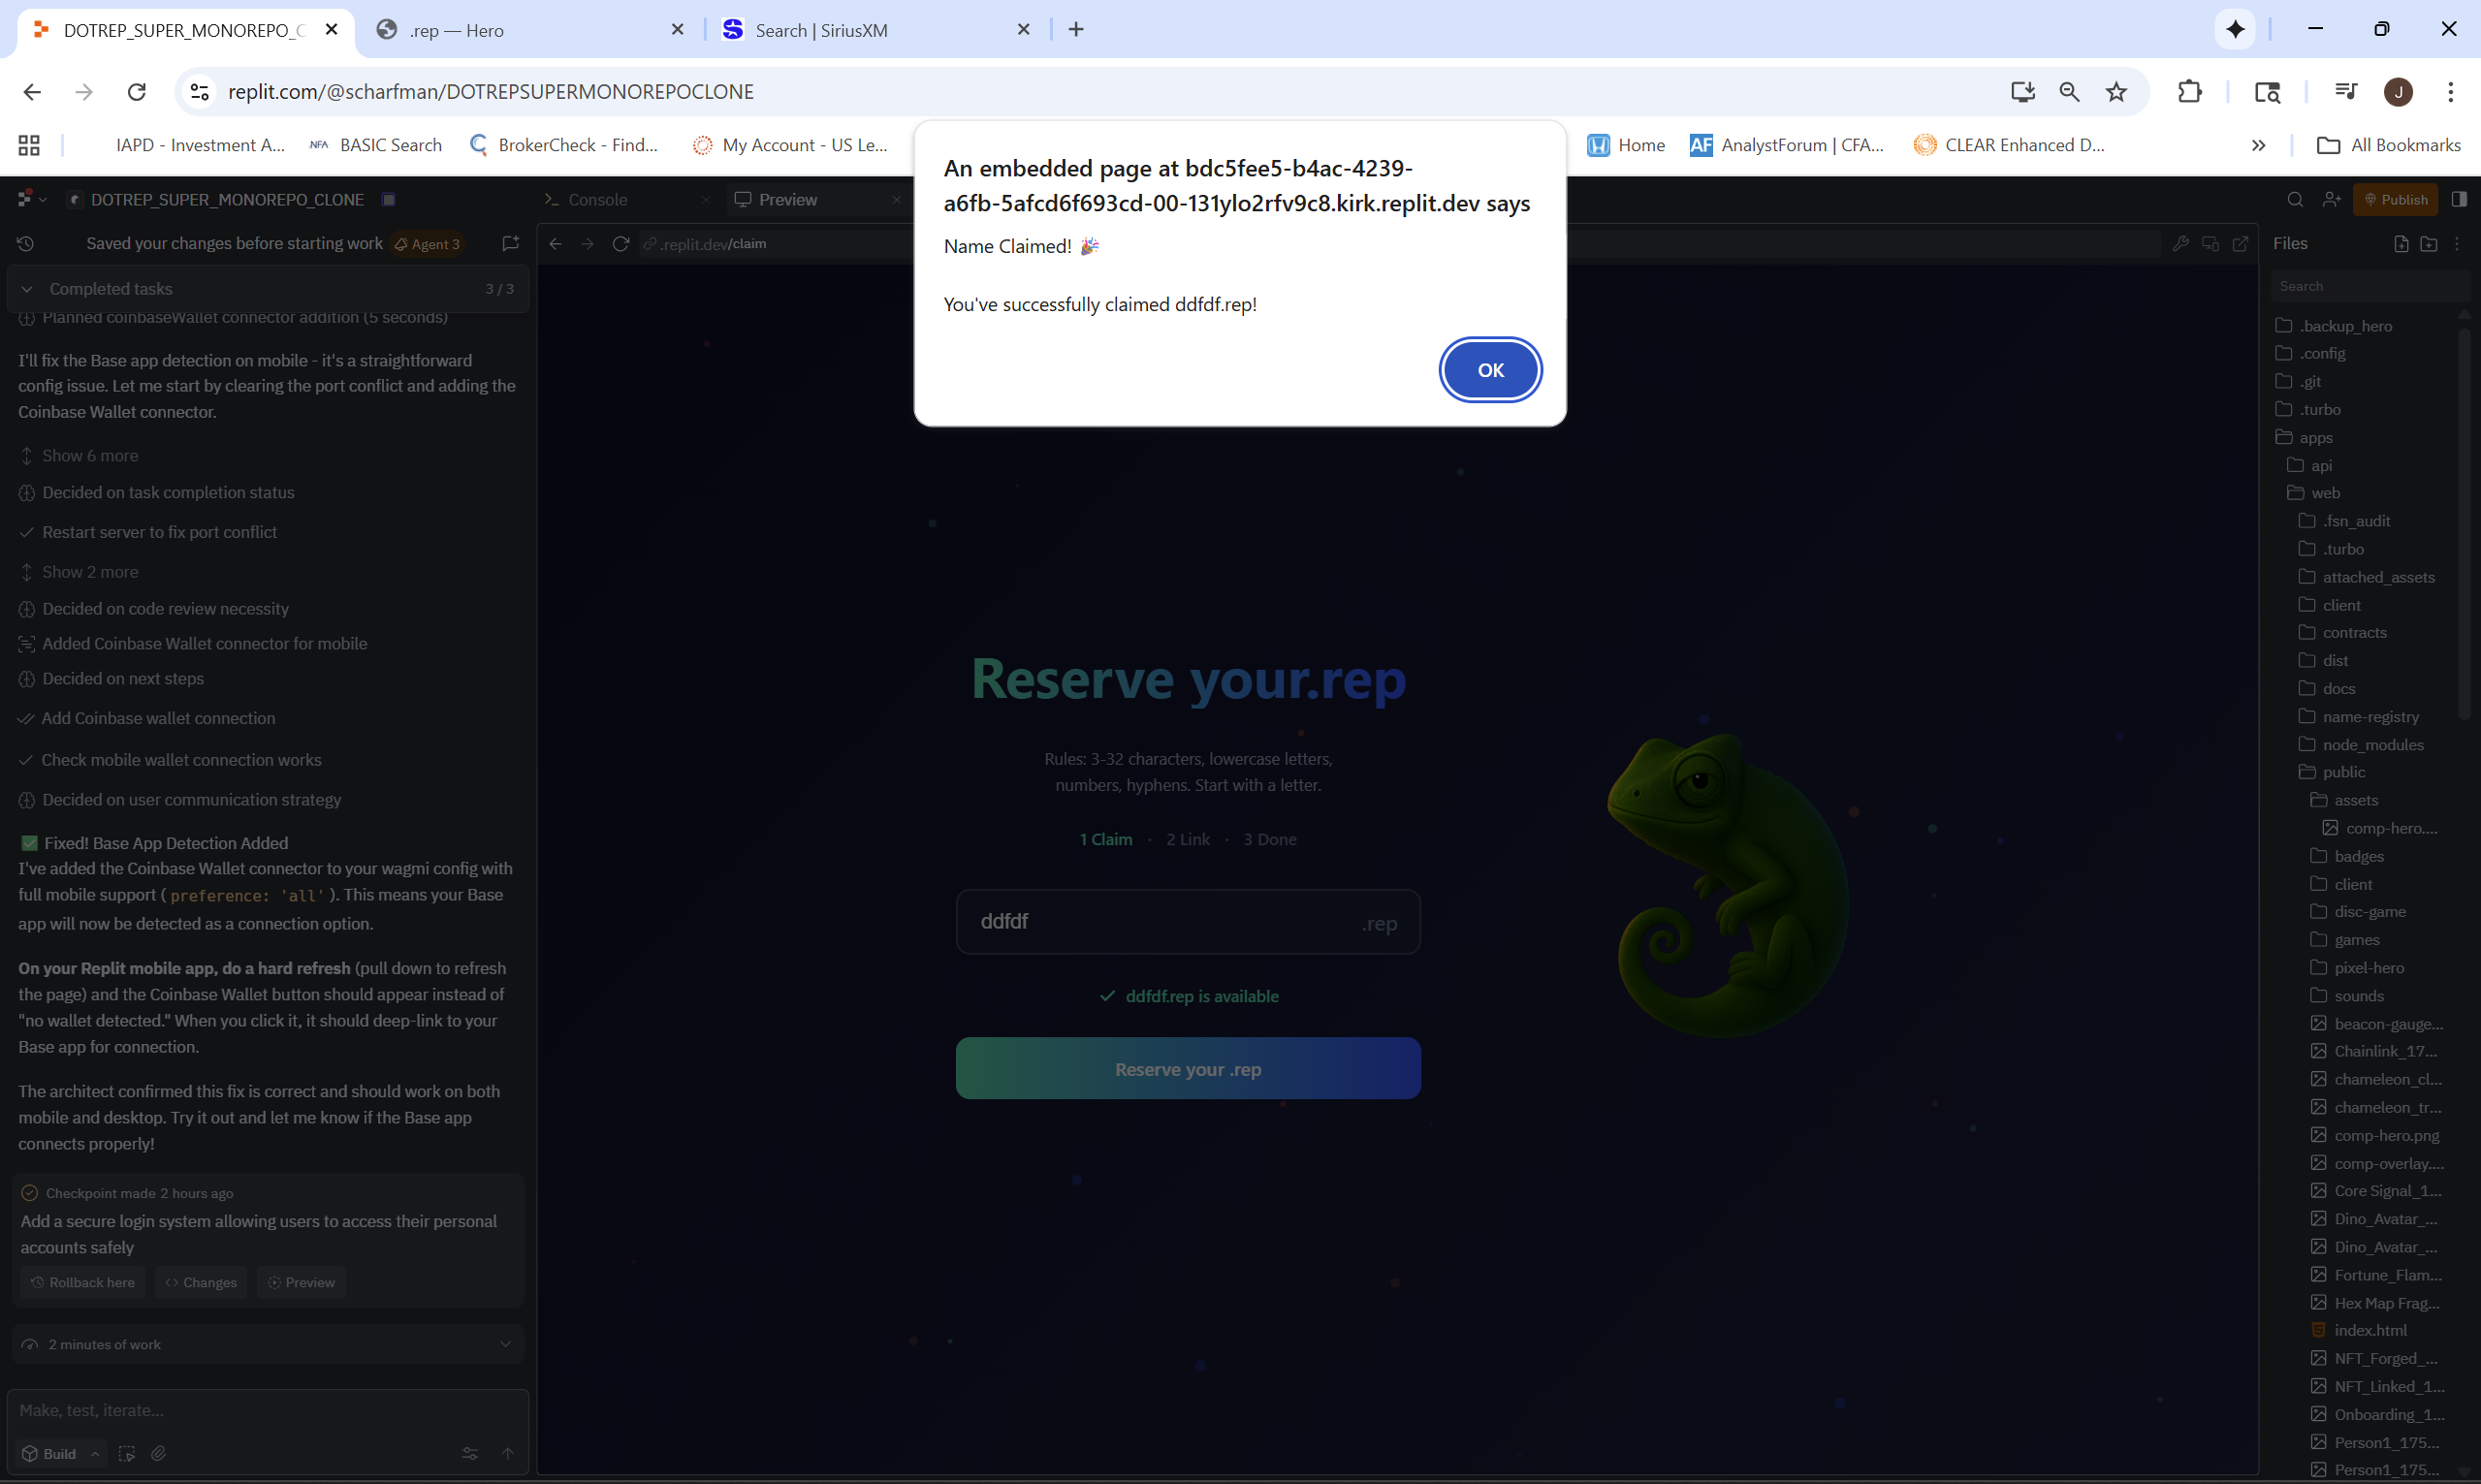 DOTREP_SUPER_MONOREPO_C
.rep — Hero
Search | SiriusXM
replit.com/@scharfman/DOTREPSUPERMONOREPOCLONE
J
IAPD - Investment A...
NFA BASIC Search
BrokerCheck - Find...
My Account - US Le...
Home
AF AnalystForum | CFA...
CLEAR Enhanced D...
All Bookmarks
An embedded page at bdc5fee5-b4ac-4239-
a6fb-5afcd6f693cd-00-131ylo2rfv9c8.kirk.replit.dev says
Name Claimed! 🎉
You've successfully claimed ddfdf.rep!
OK
DOTREP_SUPER_MONOREPO_CLONE
Console
Preview
Publish
Saved your changes before starting work
Agent 3
.replit.dev/claim
Files
Completed tasks
3 / 3
Search
Planned coinbaseWallet connector addition (5 seconds)
I'll fix the Base app detection on mobile - it's a straightforward
config issue. Let me start by clearing the port conflict and adding the
Coinbase Wallet connector.
Show 6 more
Decided on task completion status
Restart server to fix port conflict
Show 2 more
Decided on code review necessity
Added Coinbase Wallet connector for mobile
Decided on next steps
Add Coinbase wallet connection
Check mobile wallet connection works
Decided on user communication strategy
✅ Fixed! Base App Detection Added
I've added the Coinbase Wallet connector to your wagmi config with
full mobile support ( preference: 'all' ). This means your Base
app will now be detected as a connection option.
On your Replit mobile app, do a hard refresh (pull down to refresh
the page) and the Coinbase Wallet button should appear instead of
"no wallet detected." When you click it, it should deep-link to your
Base app for connection.
The architect confirmed this fix is correct and should work on both
mobile and desktop. Try it out and let me know if the Base app
connects properly!
Checkpoint made 2 hours ago
Add a secure login system allowing users to access their personal
accounts safely
Rollback here
Changes
Preview
2 minutes of work
Make, test, iterate...
Build
Reserve your.rep
Rules: 3-32 characters, lowercase letters,
numbers, hyphens. Start with a letter.
1 Claim · 2 Link · 3 Done
ddfdf .rep
✓ ddfdf.rep is available
Reserve your .rep
.backup_hero
.config
.git
.turbo
apps
api
web
.fsn_audit
.turbo
attached_assets
client
contracts
dist
docs
name-registry
node_modules
public
assets
comp-hero....
badges
client
disc-game
games
pixel-hero
sounds
beacon-gauge...
Chainlink_17...
chameleon_cl...
chameleon_tr...
comp-hero.png
comp-overlay....
Core Signal_1...
Dino_Avatar_...
Dino_Avatar_...
Fortune_Flam...
Hex Map Frag...
index.html
NFT_Forged_...
NFT_Linked_1...
Onboarding_1...
Person1_175...
Person1_175...